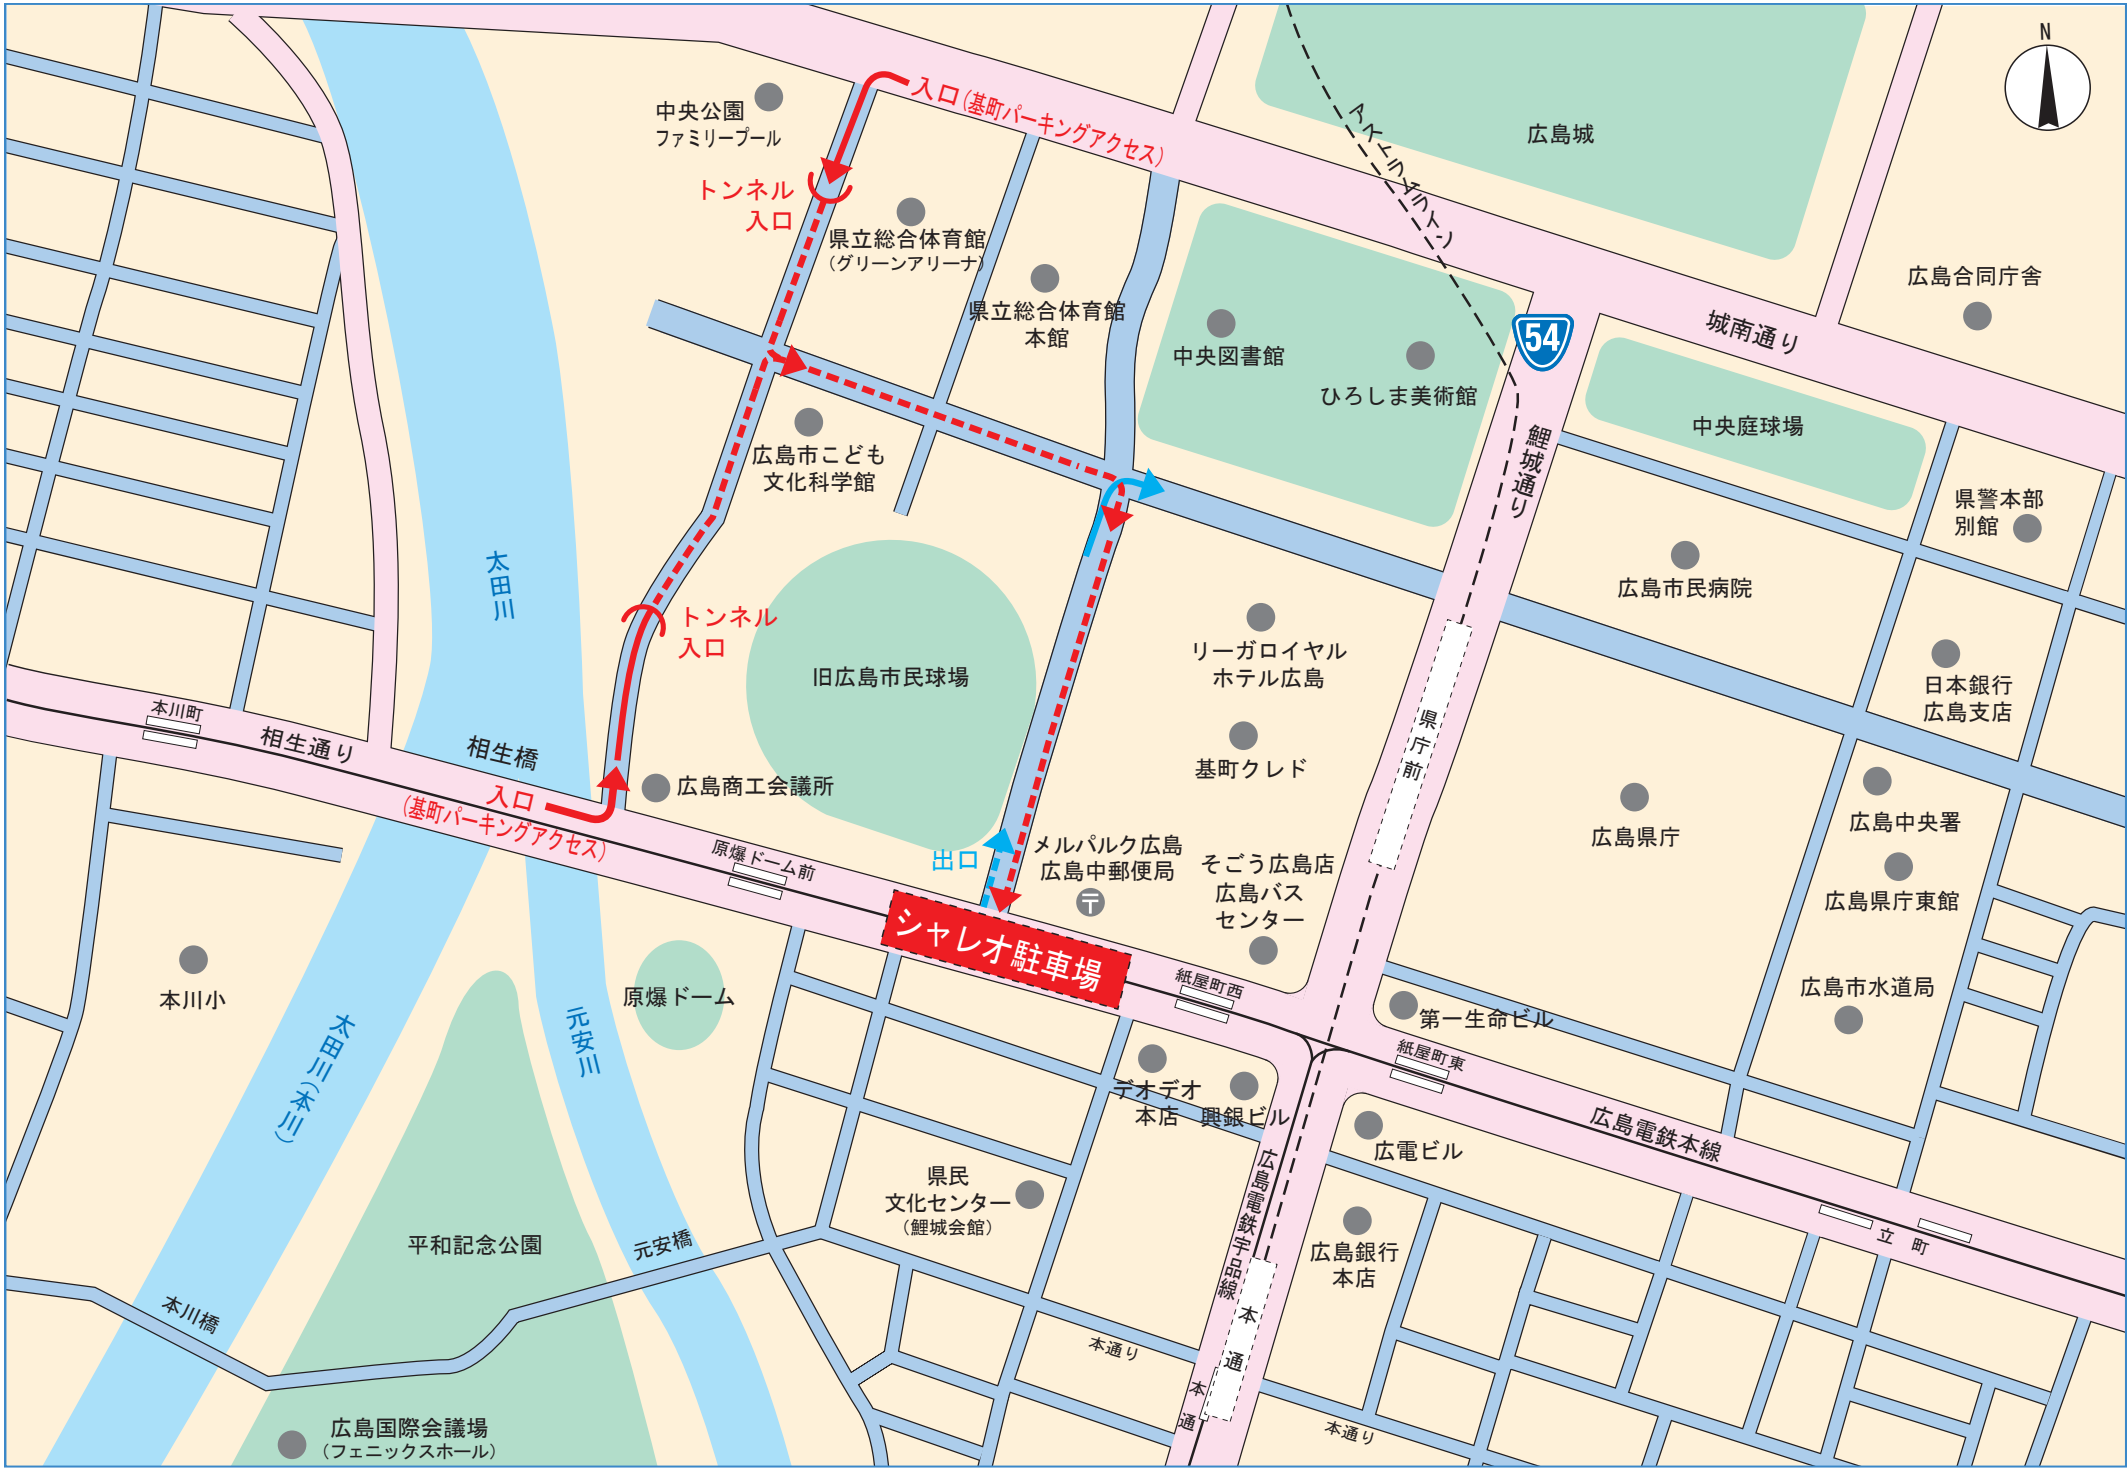 N
中央公園
ファミリープール
入口(基町パーキングアクセス)
アストラムライン
広島城
トンネル
入口
県立総合体育館
(グリーンアリーナ)
県立総合体育館
本館
広島合同庁舎
中央図書館
ひろしま美術館
54
城南通り
中央庭球場
鯉城通り
広島市こども
文化科学館
県警本部
別館
太田川
広島市民病院
トンネル
入口
リーガロイヤル
ホテル広島
旧広島市民球場
日本銀行
広島支店
本川町
相生通り
相生橋
県庁前
基町クレド
広島商工会議所
入口
(基町パーキングアクセス)
広島県庁
広島中央署
原爆ドーム前
出口
メルパルク広島
広島中郵便局
〒
そごう広島店
広島バス
センター
広島県庁東館
シャレオ駐車場
紙屋町西
本川小
原爆ドーム
広島市水道局
第一生命ビル
太田川(本川)
元安川
紙屋町東
デオデオ
本店
興銀ビル
広島電鉄本線
広電ビル
県民
文化センター
(鯉城会館)
広島電鉄宇品線
平和記念公園
元安橋
立町
広島銀行
本店
本川橋
本通り
本通
本通
本通り
広島国際会議場
(フェニックスホール)